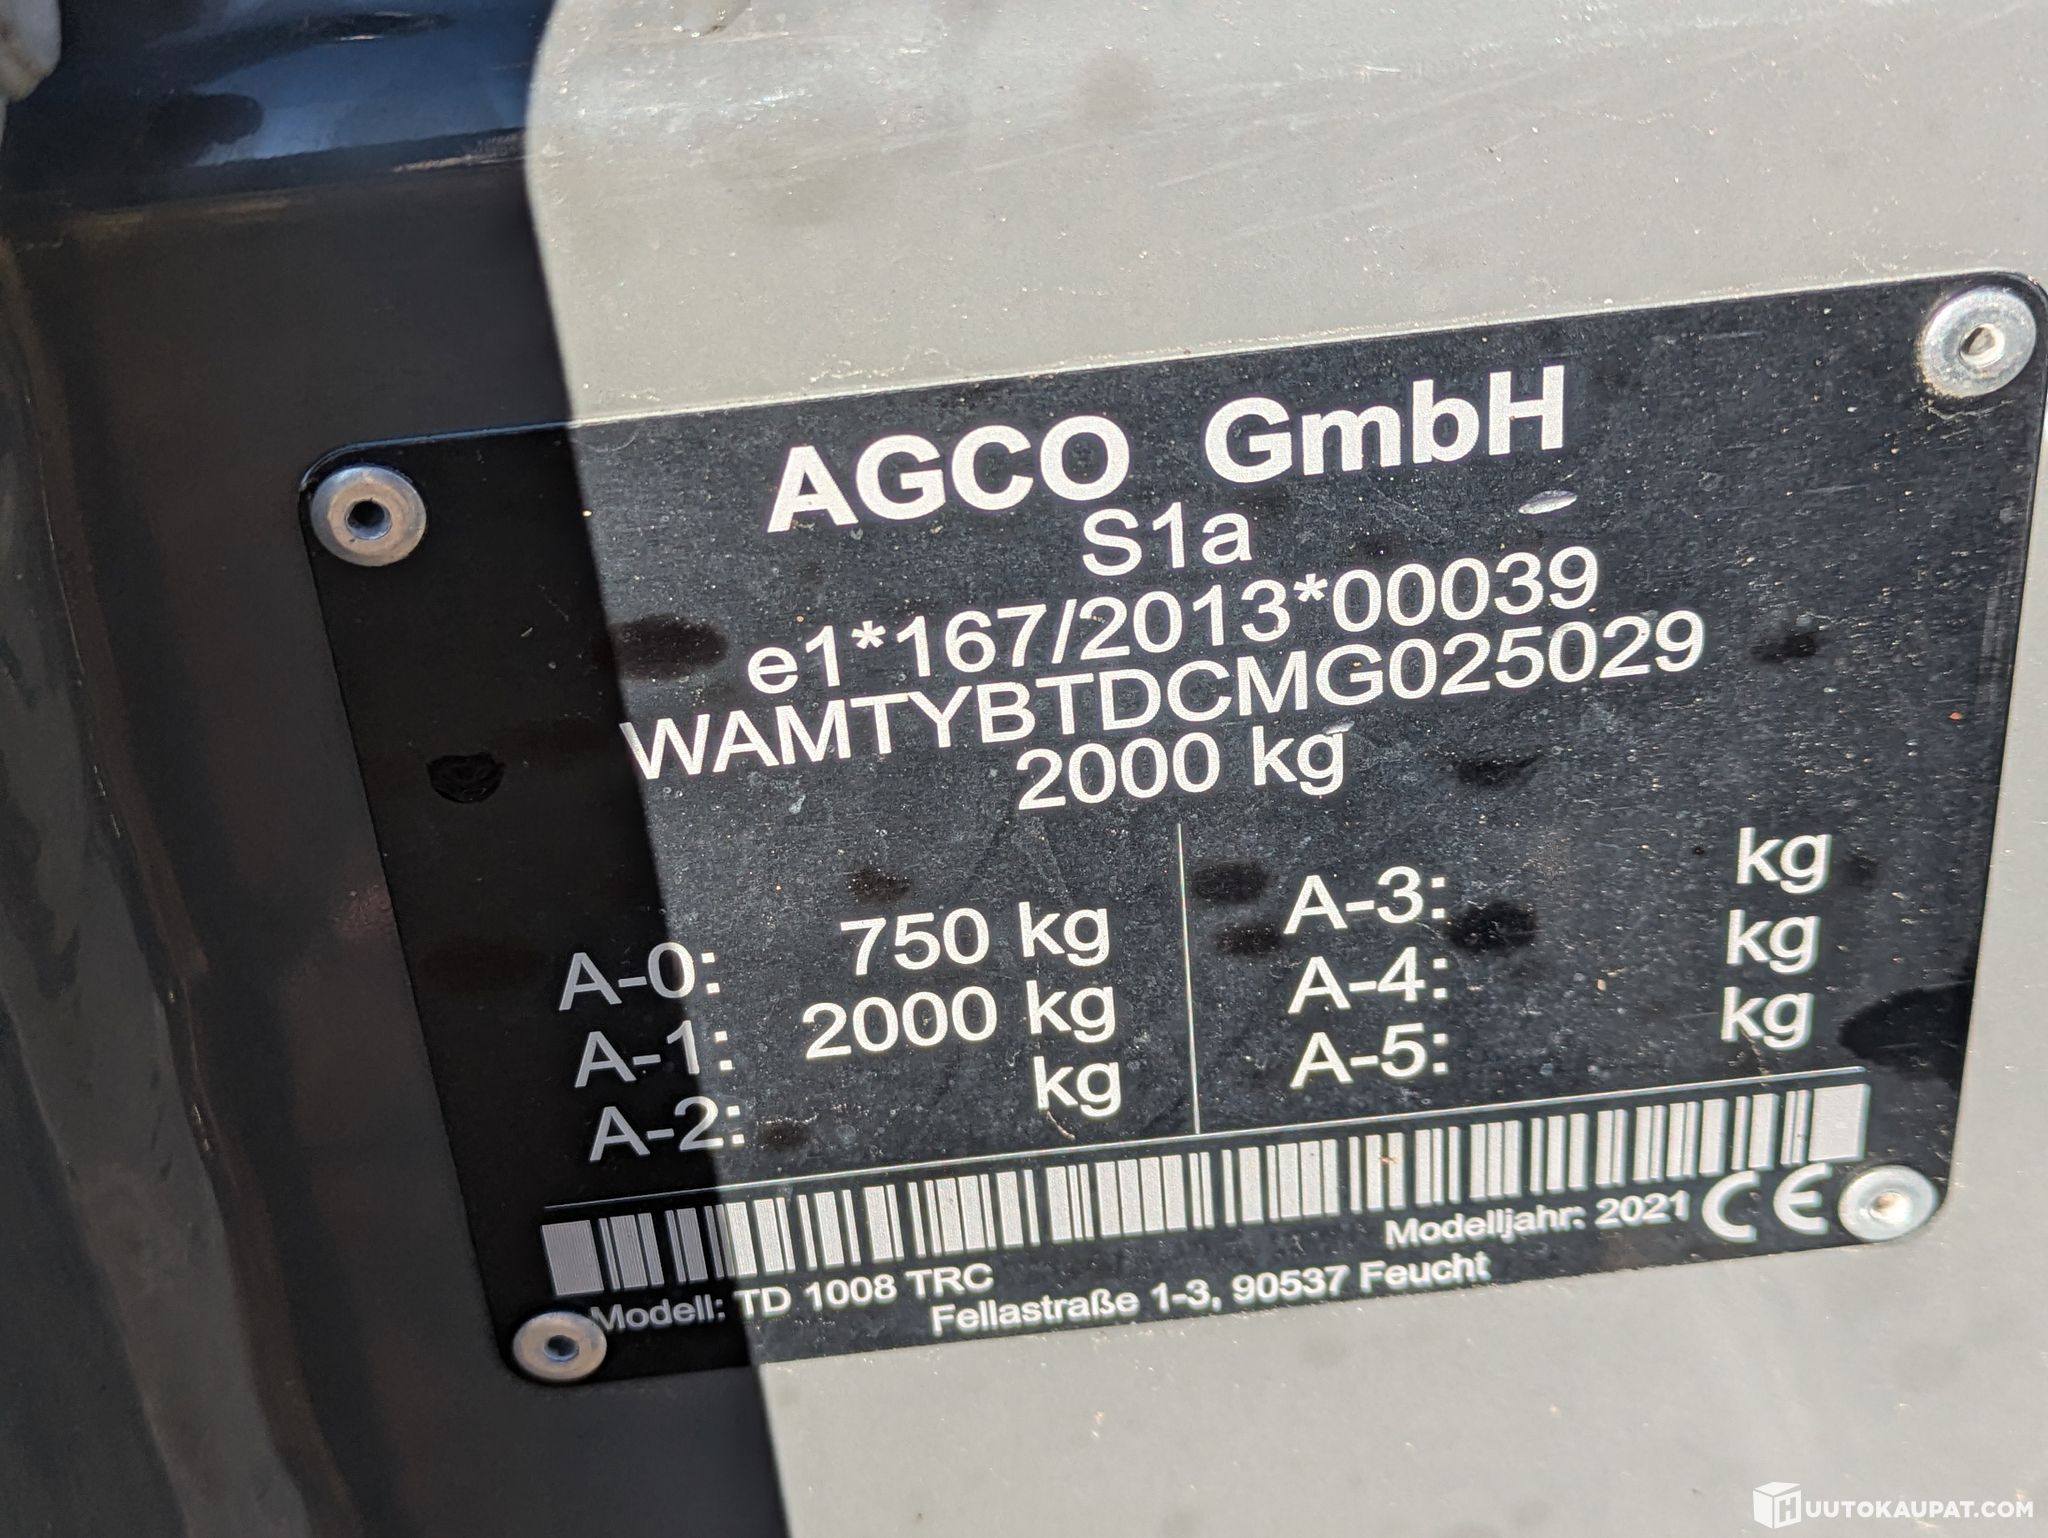 AGCO GmbH
S1a
e1*167/2013*00039
WAMTYBTDCMG025029
2000 kg
A-0: 750 kg
A-1: 2000 kg
A-2: kg
A-3: kg
A-4: kg
A-5: kg
Modell: TD 1008 TRC
Modelljahr: 2021
CE
Fellastraße 1-3, 90537 Feucht
HUUTOKAUPAT.COM